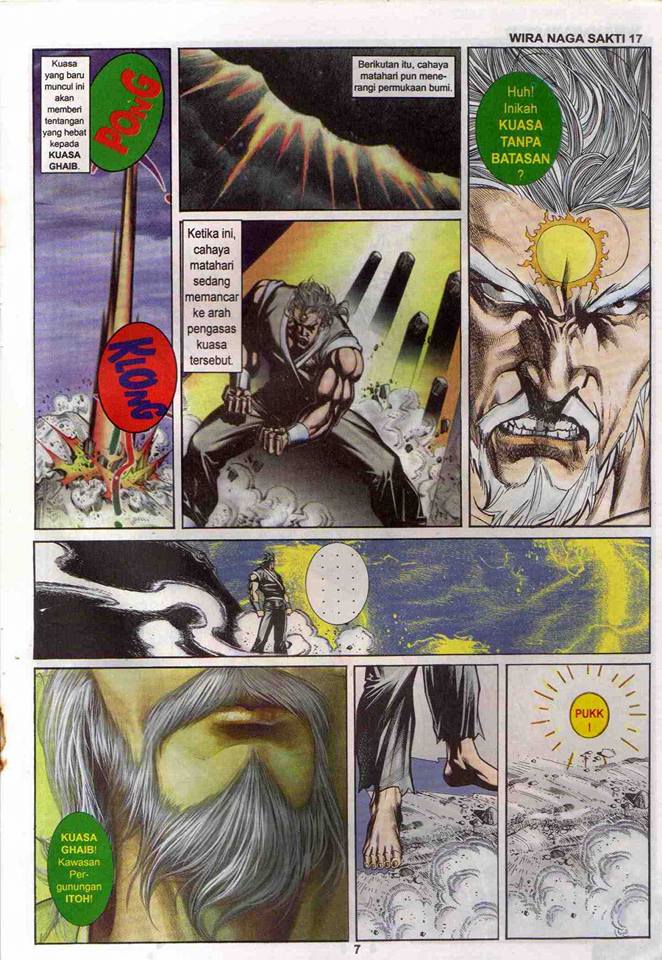 WIRA NAGA SAKTI 17
Kuasa
yang baru
muncul ini
akan
memberi
tentangan
yang hebat
kepada
KUASA
GHAIB.
PONG
KLONG
Berikutan itu, cahaya
matahari pun mene-
rangi permukaan bumi.
Ketika ini,
cahaya
matahari
sedang
memancar
ke arah
pengasas
kuasa
tersebut.
Huh!
Inikah
KUASA
TANPA
BATASAN
?
. . . . . . . . . . . .
KUASA
GHAIB!
Kawasan
Per-
gunungan
ITOH!
PUKK
!
7